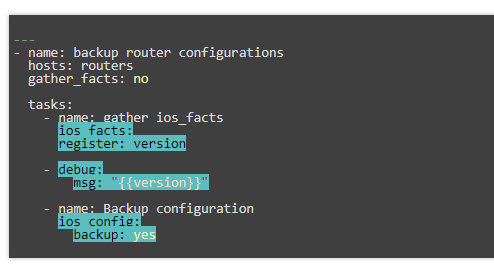 ---
- name: backup router configurations
  hosts: routers
  gather_facts: no

  tasks:
    - name: gather ios_facts
      ios_facts:
      register: version

    - debug:
        msg: "{{version}}"

    - name: Backup configuration
      ios_config:
        backup: yes